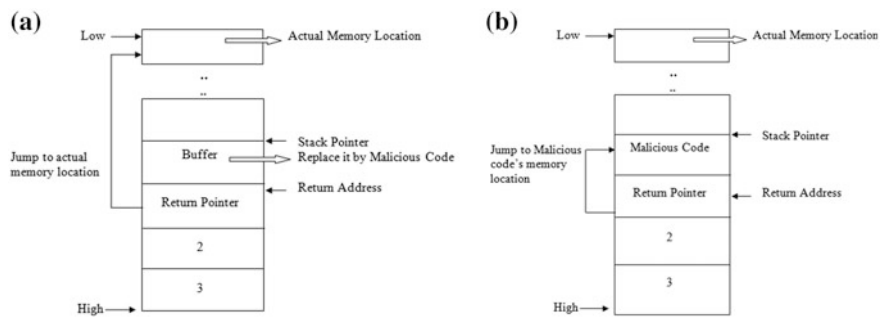 (a)
Low
Actual Memory Location
..
..
Stack Pointer
Buffer
Replace it by Malicious Code
Jump to actual
memory location
Return Address
Return Pointer
2
3
High
(b)
Low
Actual Memory Location
..
..
Stack Pointer
Jump to Malicious
code's memory
location
Malicious Code
Return Pointer
Return Address
2
3
High